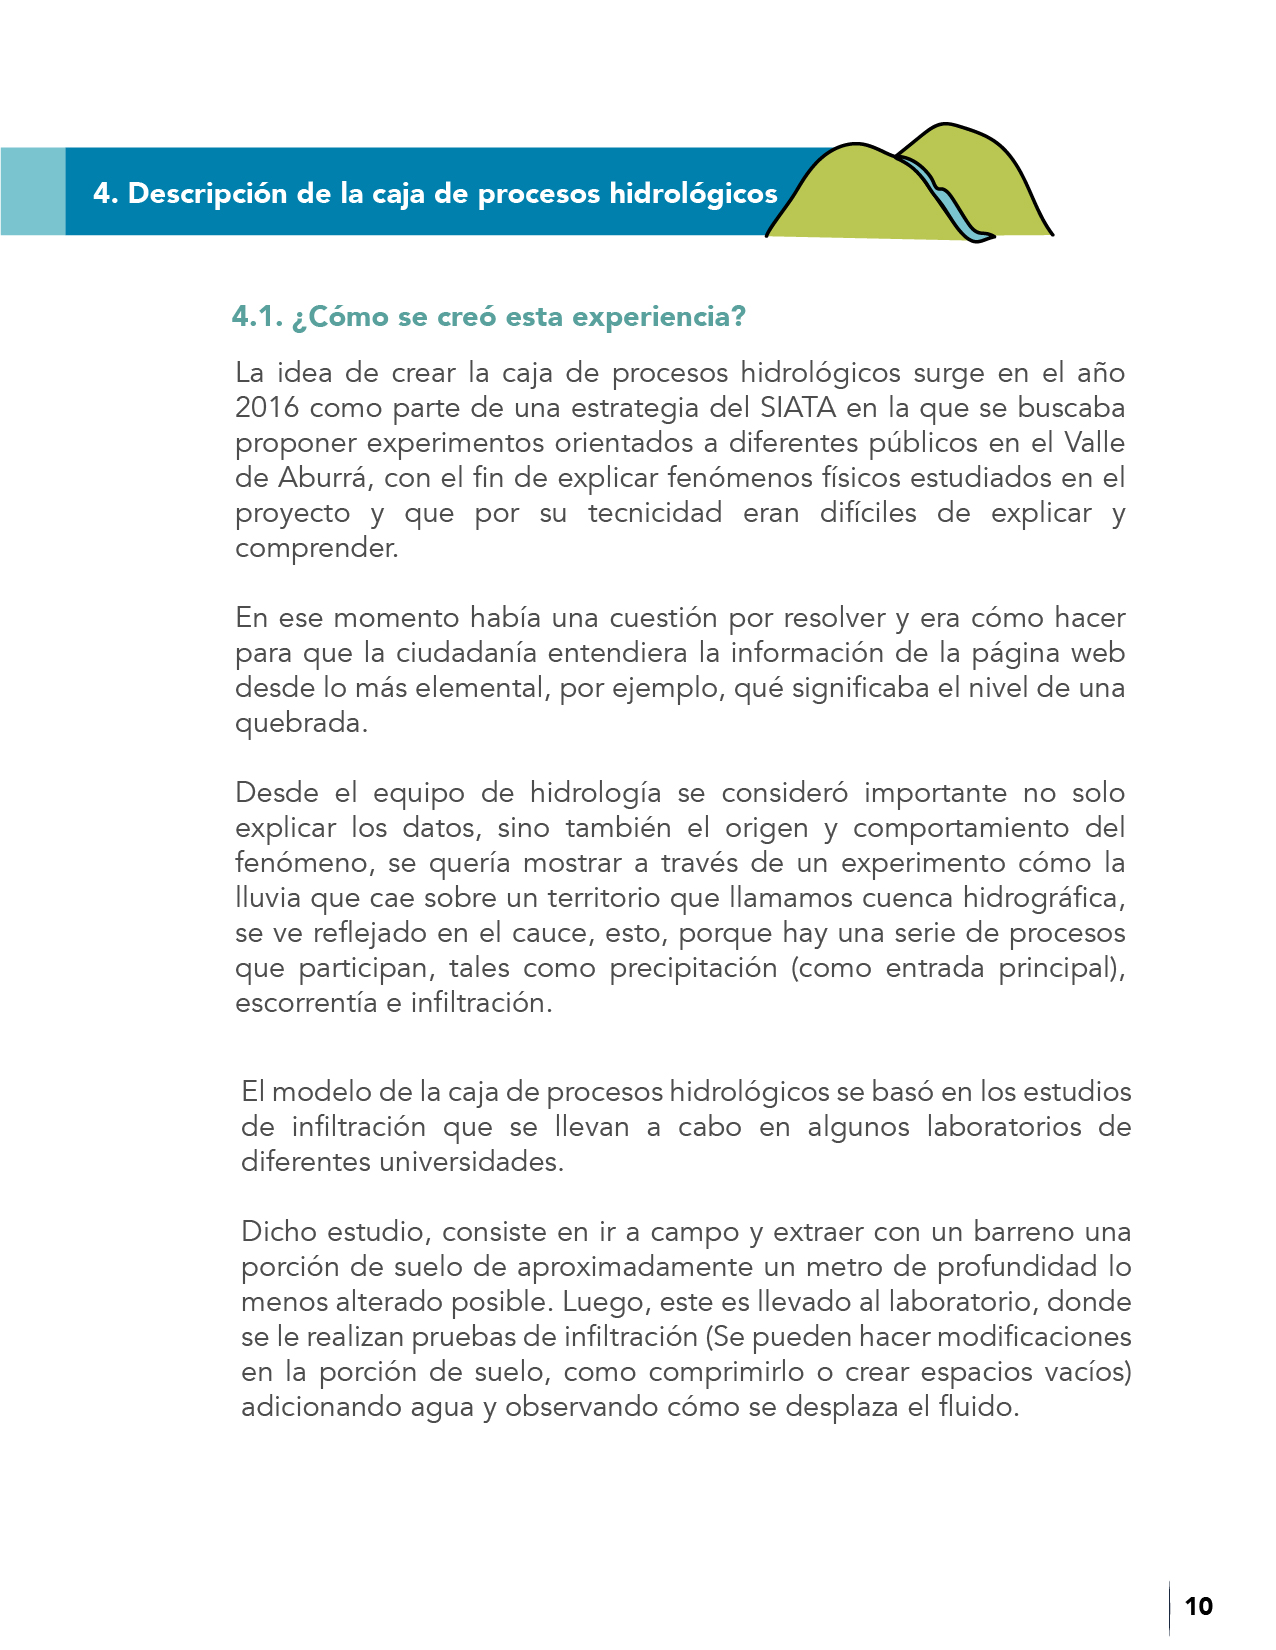 4. Descripción de la caja de procesos hidrológicos
4.1. ¿Cómo se creó esta experiencia?
La idea de crear la caja de procesos hidrológicos surge en el año
2016 como parte de una estrategia del SIATA en la que se buscaba
proponer experimentos orientados a diferentes públicos en el Valle
de Aburrá, con el fin de explicar fenómenos físicos estudiados en el
proyecto y que por su tecnicidad eran difíciles de explicar y
comprender.
En ese momento había una cuestión por resolver y era cómo hacer
para que la ciudadanía entendiera la información de la página web
desde lo más elemental, por ejemplo, qué significaba el nivel de una
quebrada.
Desde el equipo de hidrología se consideró importante no solo
explicar los datos, sino también el origen y comportamiento del
fenómeno, se quería mostrar a través de un experimento cómo la
lluvia que cae sobre un territorio que llamamos cuenca hidrográfica,
se ve reflejado en el cauce, esto, porque hay una serie de procesos
que participan, tales como precipitación (como entrada principal),
escorrentía e infiltración.
El modelo de la caja de procesos hidrológicos se basó en los estudios
de infiltración que se llevan a cabo en algunos laboratorios de
diferentes universidades.
Dicho estudio, consiste en ir a campo y extraer con un barreno una
porción de suelo de aproximadamente un metro de profundidad lo
menos alterado posible. Luego, este es llevado al laboratorio, donde
se le realizan pruebas de infiltración (Se pueden hacer modificaciones
en la porción de suelo, como comprimirlo o crear espacios vacíos)
adicionando agua y observando cómo se desplaza el fluido.
10